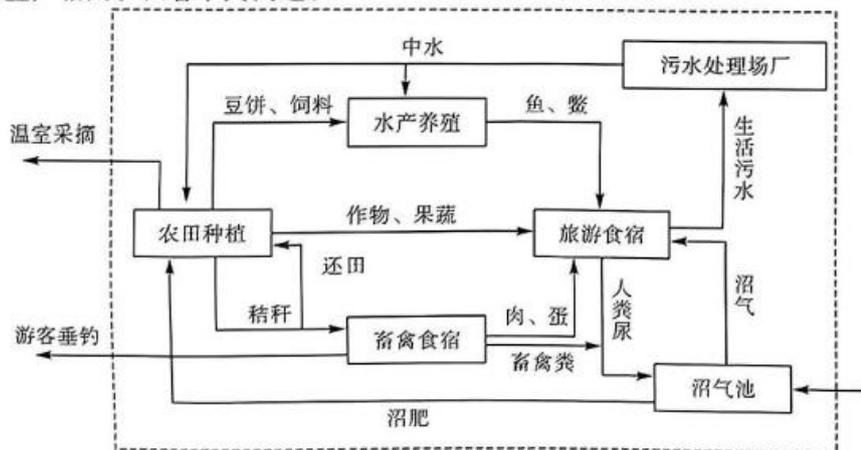 中水
污水处理场厂
豆饼、饲料
水产养殖
鱼、鳖
生活污水
温室采摘
农田种植
作物、果蔬
旅游食宿
还田
秸秆
畜禽食宿
肉、蛋
畜禽粪
人粪尿
沼气
游客垂钓
沼气池
沼肥